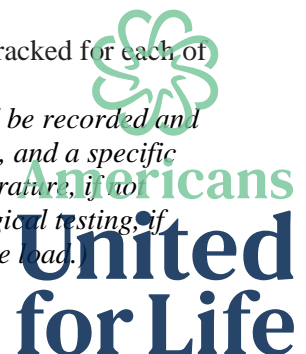 racked for each of
be recorded and
, and a specific
Americans
rature, if not
gical testing, if
United
e load.)
for Life